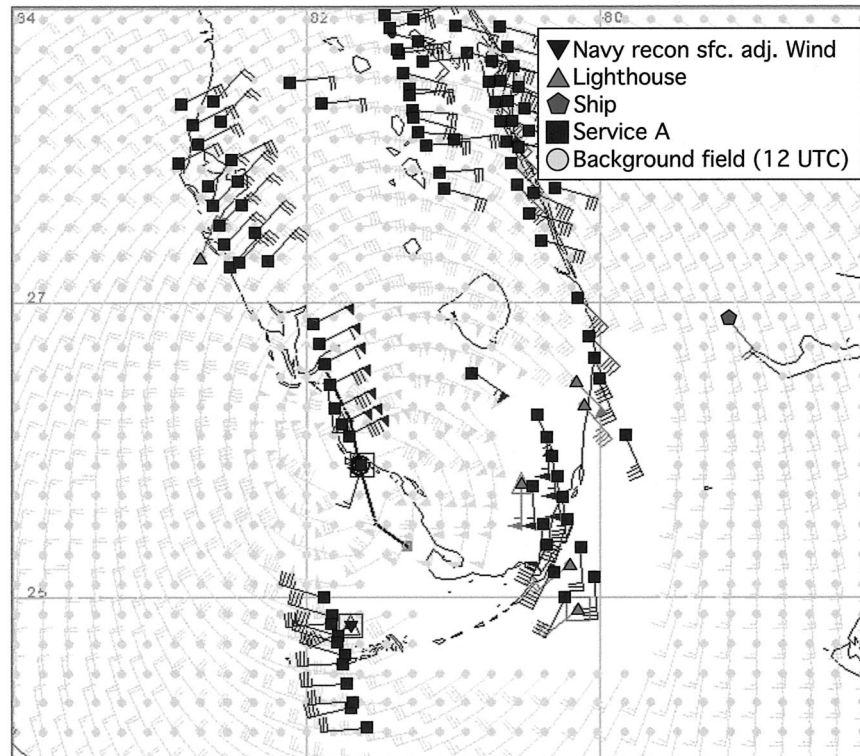 84
82
80
Navy recon sfc. adj. Wind
Lighthouse
Ship
Service A
Background field (12 UTC)
27
25